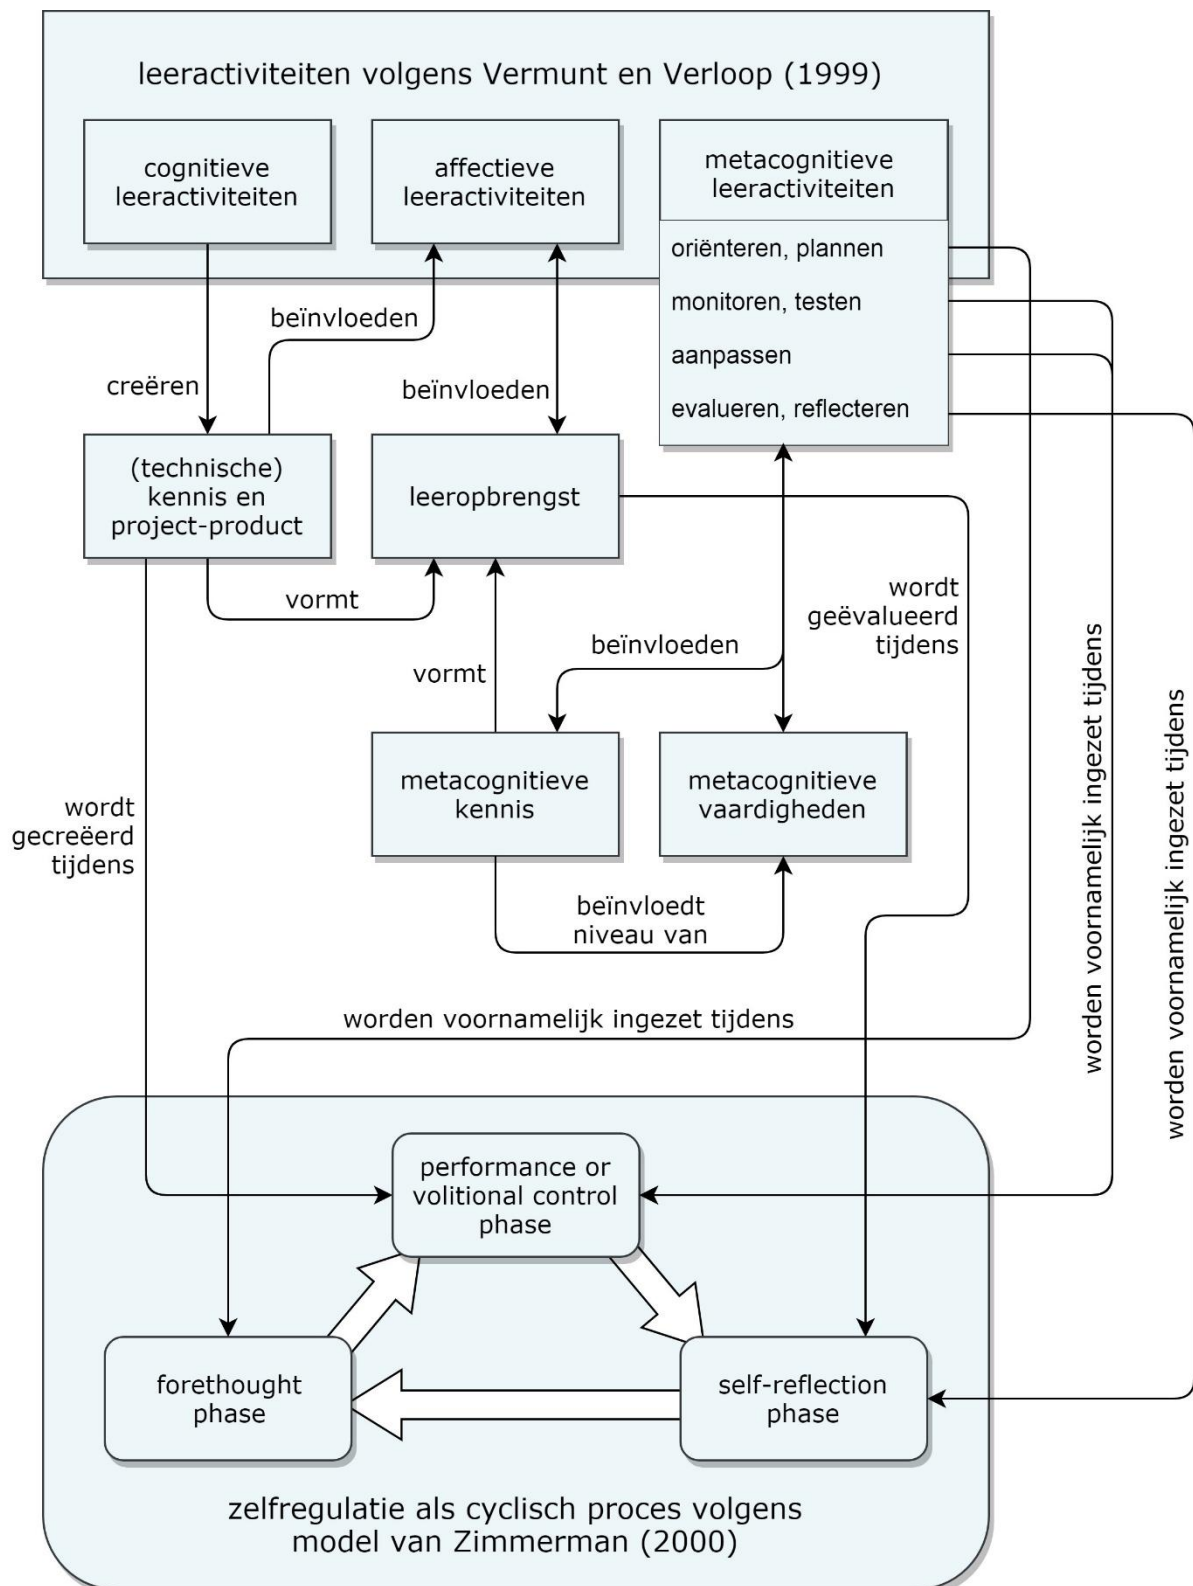 leeractiviteiten volgens Vermunt en Verloop (1999)
cognitieve
leeractiviteiten
affectieve
leeractiviteiten
metacognitieve
leeractiviteiten
oriënteren, plannen
monitoren, testen
aanpassen
evalueren, reflecteren
beïnvloeden
creëren
beïnvloeden
(technische)
kennis en
project-product
leeropbrengst
vormt
wordt
geëvalueerd
tijdens
beïnvloeden
vormt
metacognitieve
kennis
metacognitieve
vaardigheden
wordt
gecreëerd
tijdens
beïnvloedt
niveau van
worden voornamelijk ingezet tijdens
worden voornamelijk ingezet tijdens
worden voornamelijk ingezet tijdens
performance or
volitional control
phase
forethought
phase
self-reflection
phase
zelfregulatie als cyclisch proces volgens
model van Zimmerman (2000)